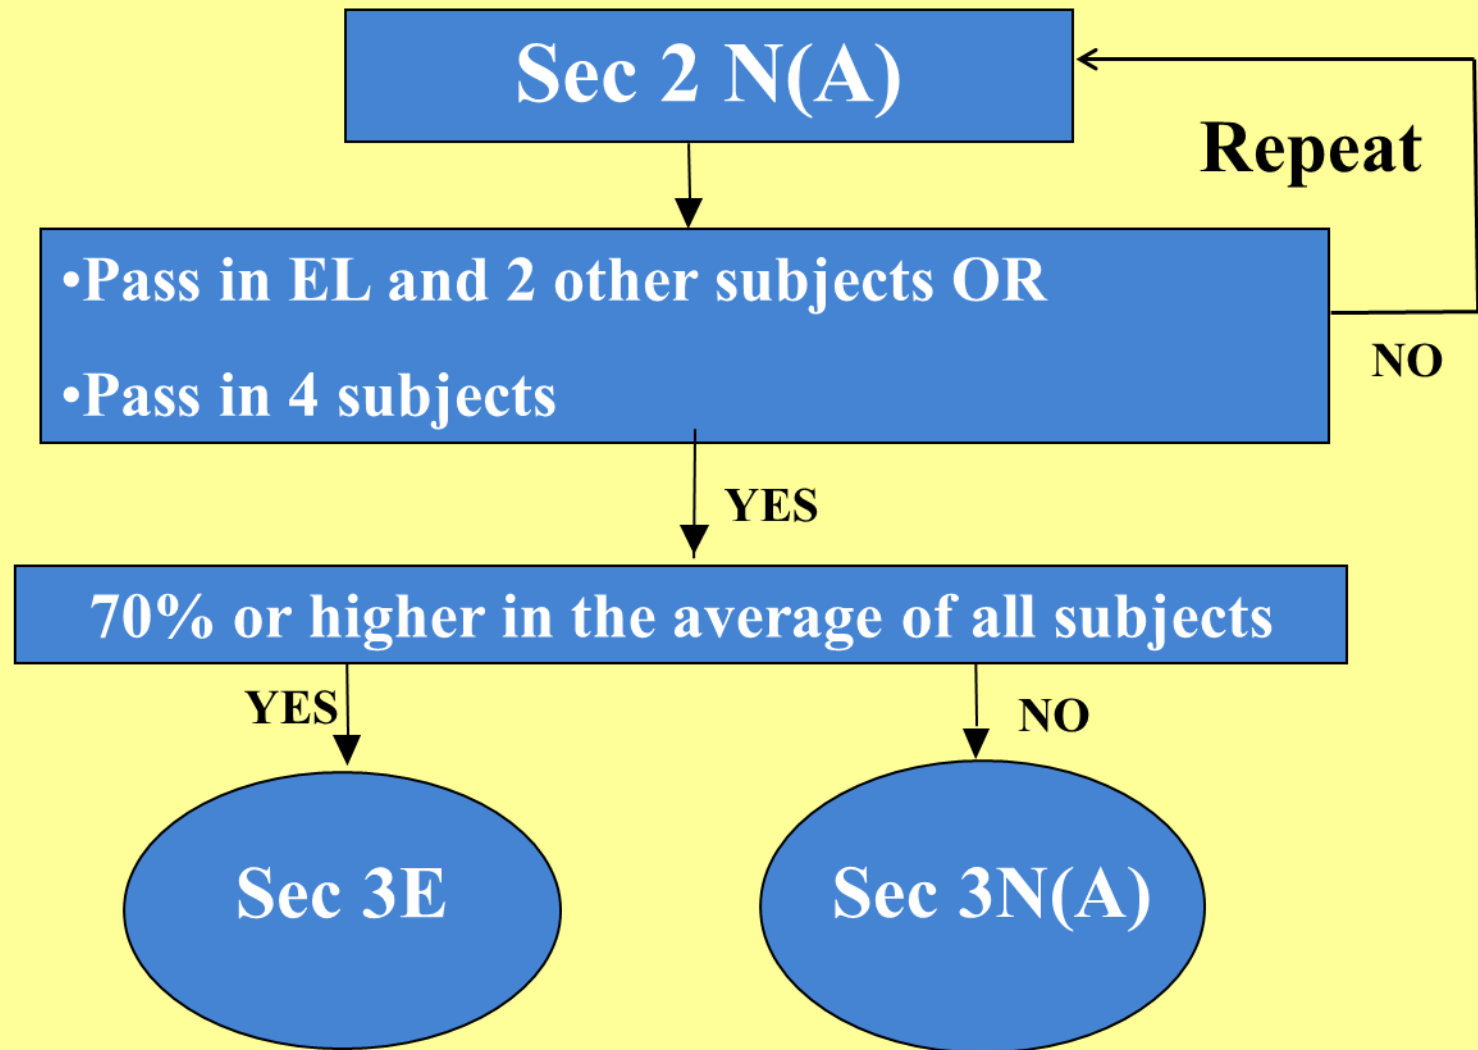 Sec 2 N(A)
Repeat
•Pass in EL and 2 other subjects OR
•Pass in 4 subjects
NO
YES
70% or higher in the average of all subjects
YES
NO
Sec 3E
Sec 3N(A)